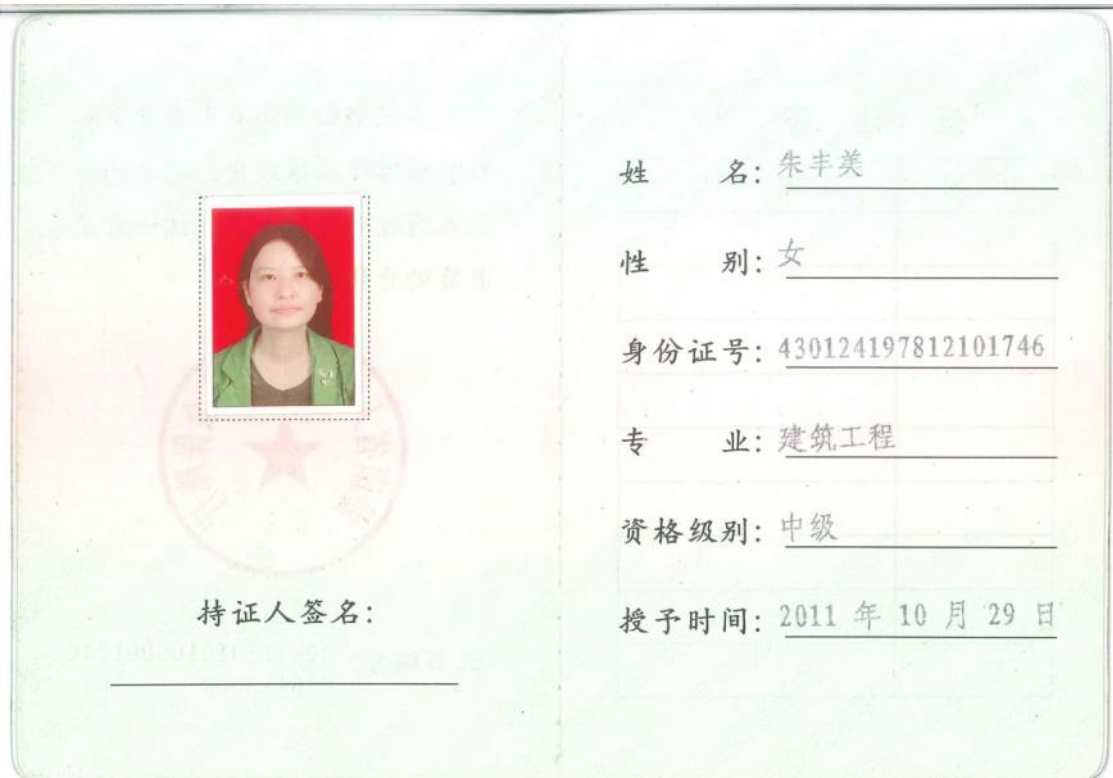 持证人签名:
姓 名: 朱丰美
性 别: 女
身份证号: 430124197812101746
专 业: 建筑工程
资格级别: 中级
授予时间: 2011 年 10 月 29 日